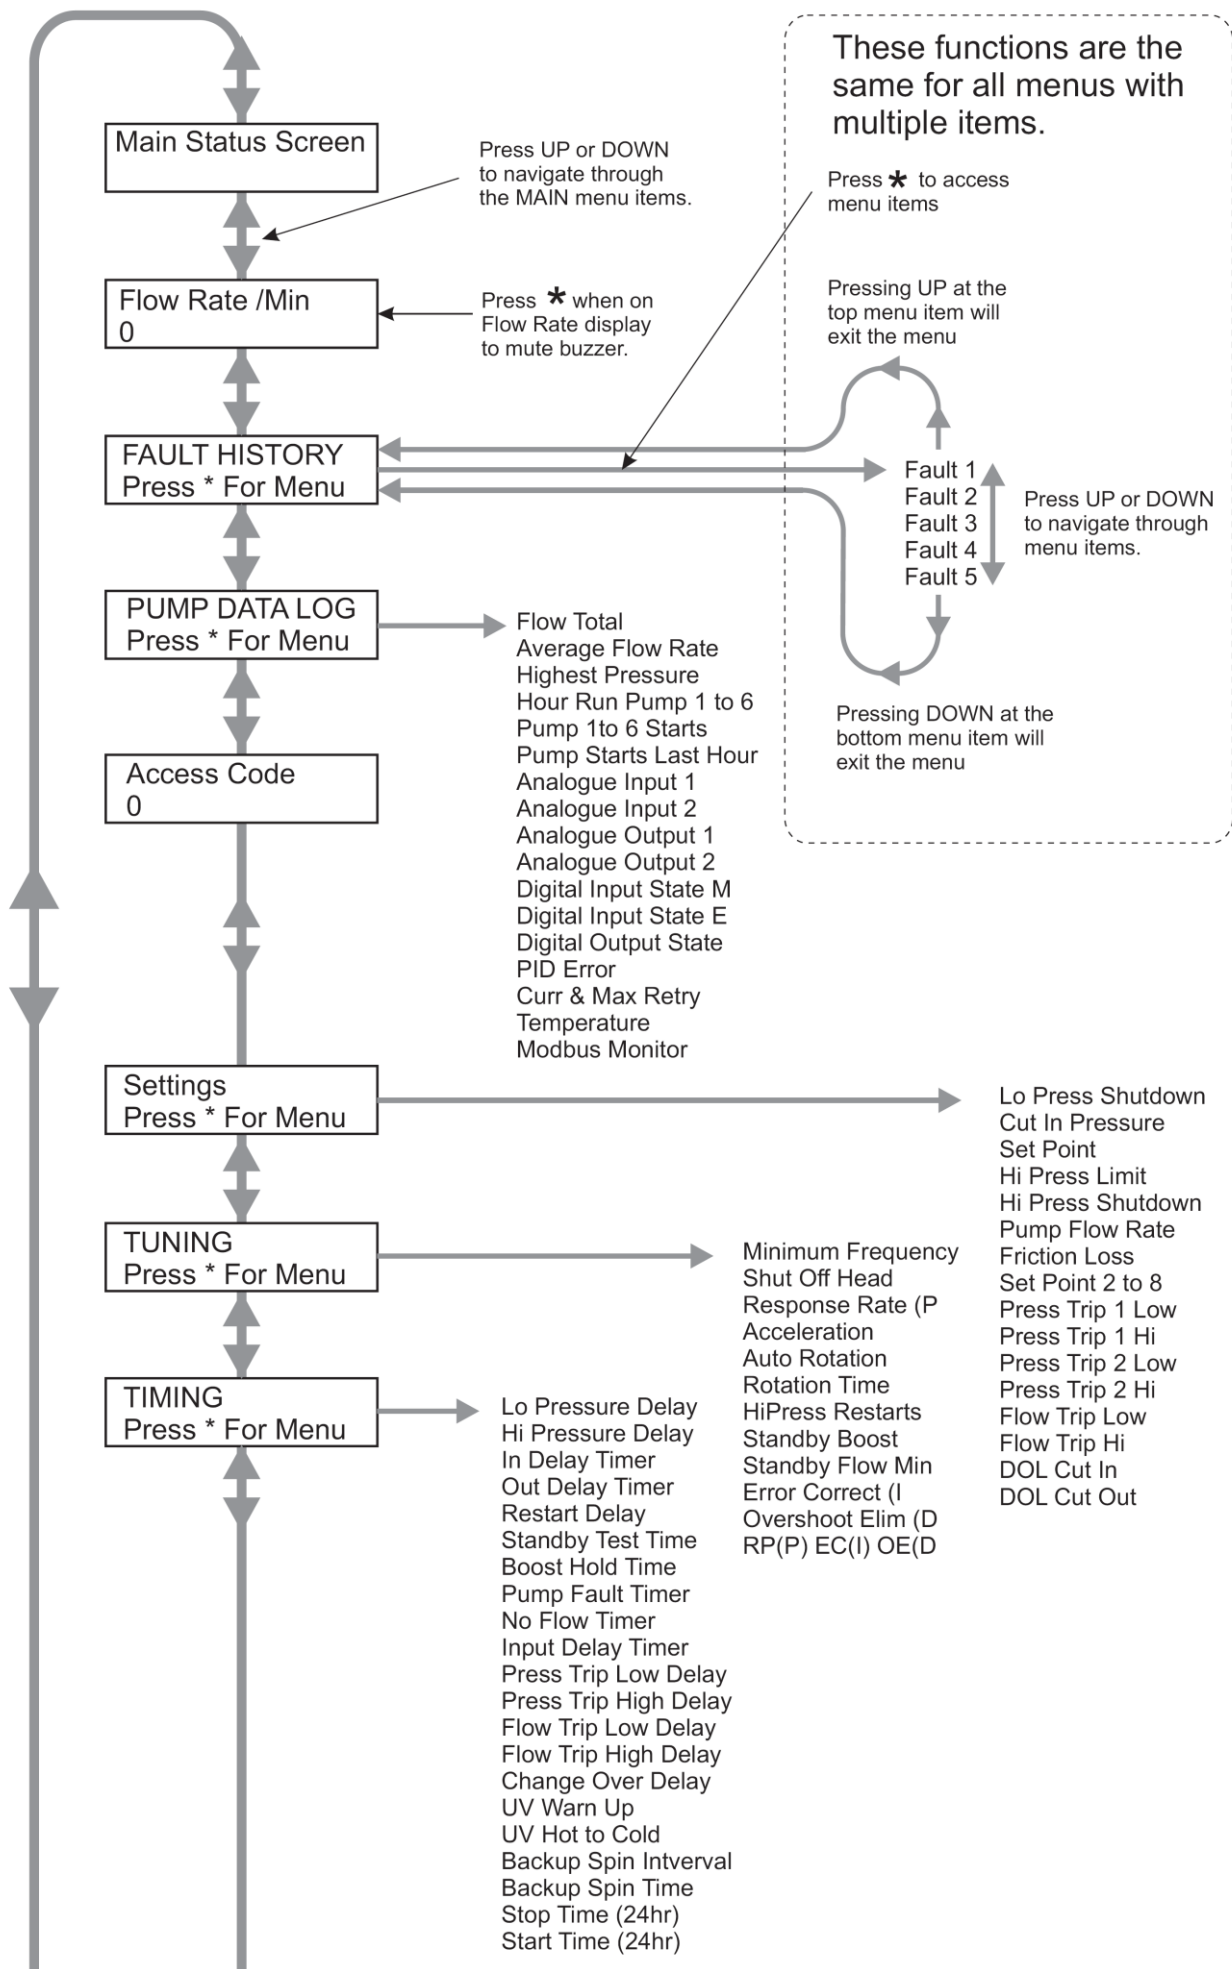 These functions are the
same for all menus with
multiple items.
Main Status Screen
Press UP or DOWN
to navigate through
the MAIN menu items.
Press * to access
menu items
Flow Rate /Min
0
Press * when on
Flow Rate display
to mute buzzer.
Pressing UP at the
top menu item will
exit the menu
FAULT HISTORY
Press * For Menu
Fault 1
Fault 2
Fault 3
Fault 4
Fault 5
Press UP or DOWN
to navigate through
menu items.
Pressing DOWN at the
bottom menu item will
exit the menu
PUMP DATA LOG
Press * For Menu
Flow Total
Average Flow Rate
Highest Pressure
Hour Run Pump 1 to 6
Pump 1to 6 Starts
Pump Starts Last Hour
Analogue Input 1
Analogue Input 2
Analogue Output 1
Analogue Output 2
Digital Input State M
Digital Input State E
Digital Output State
PID Error
Curr & Max Retry
Temperature
Modbus Monitor
Access Code
0
Settings
Press * For Menu
Lo Press Shutdown
Cut In Pressure
Set Point
Hi Press Limit
Hi Press Shutdown
Pump Flow Rate
Friction Loss
Set Point 2 to 8
Press Trip 1 Low
Press Trip 1 Hi
Press Trip 2 Low
Press Trip 2 Hi
Flow Trip Low
Flow Trip Hi
DOL Cut In
DOL Cut Out
TUNING
Press * For Menu
Minimum Frequency
Shut Off Head
Response Rate (P
Acceleration
Auto Rotation
Rotation Time
HiPress Restarts
Standby Boost
Standby Flow Min
Error Correct (I
Overshoot Elim (D
RP(P) EC(I) OE(D
TIMING
Press * For Menu
Lo Pressure Delay
Hi Pressure Delay
In Delay Timer
Out Delay Timer
Restart Delay
Standby Test Time
Boost Hold Time
Pump Fault Timer
No Flow Timer
Input Delay Timer
Press Trip Low Delay
Press Trip High Delay
Flow Trip Low Delay
Flow Trip High Delay
Change Over Delay
UV Warn Up
UV Hot to Cold
Backup Spin Intverval
Backup Spin Time
Stop Time (24hr)
Start Time (24hr)